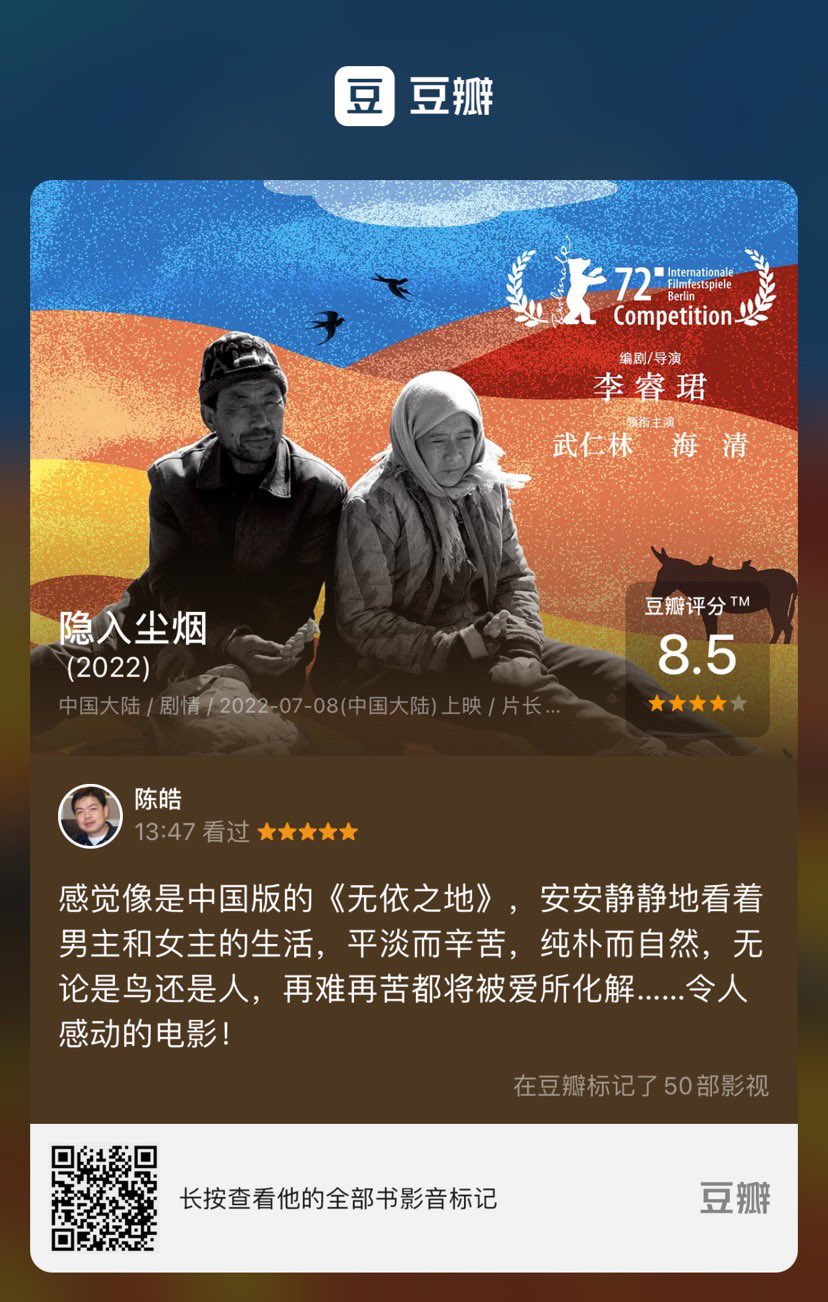 豆 豆瓣
Berlinale
72 Internationale
Filmfestspiele
Berlin
Competition
编剧/导演
李睿珺
领衔主演
武仁林 海清
隐入尘烟
(2022)
中国大陆 / 剧情 / 2022-07-08(中国大陆) 上映 / 片长...
豆瓣评分™
8.5
陈皓
13:47 看过
感觉像是中国版的《无依之地》，安安静静地看着
男主和女主的生活，平淡而辛苦，纯朴而自然，无
论是鸟还是人，再难再苦都将被爱所化解……令人
感动的电影！
在豆瓣标记了 50 部影视
长按查看他的全部书影音标记
豆瓣